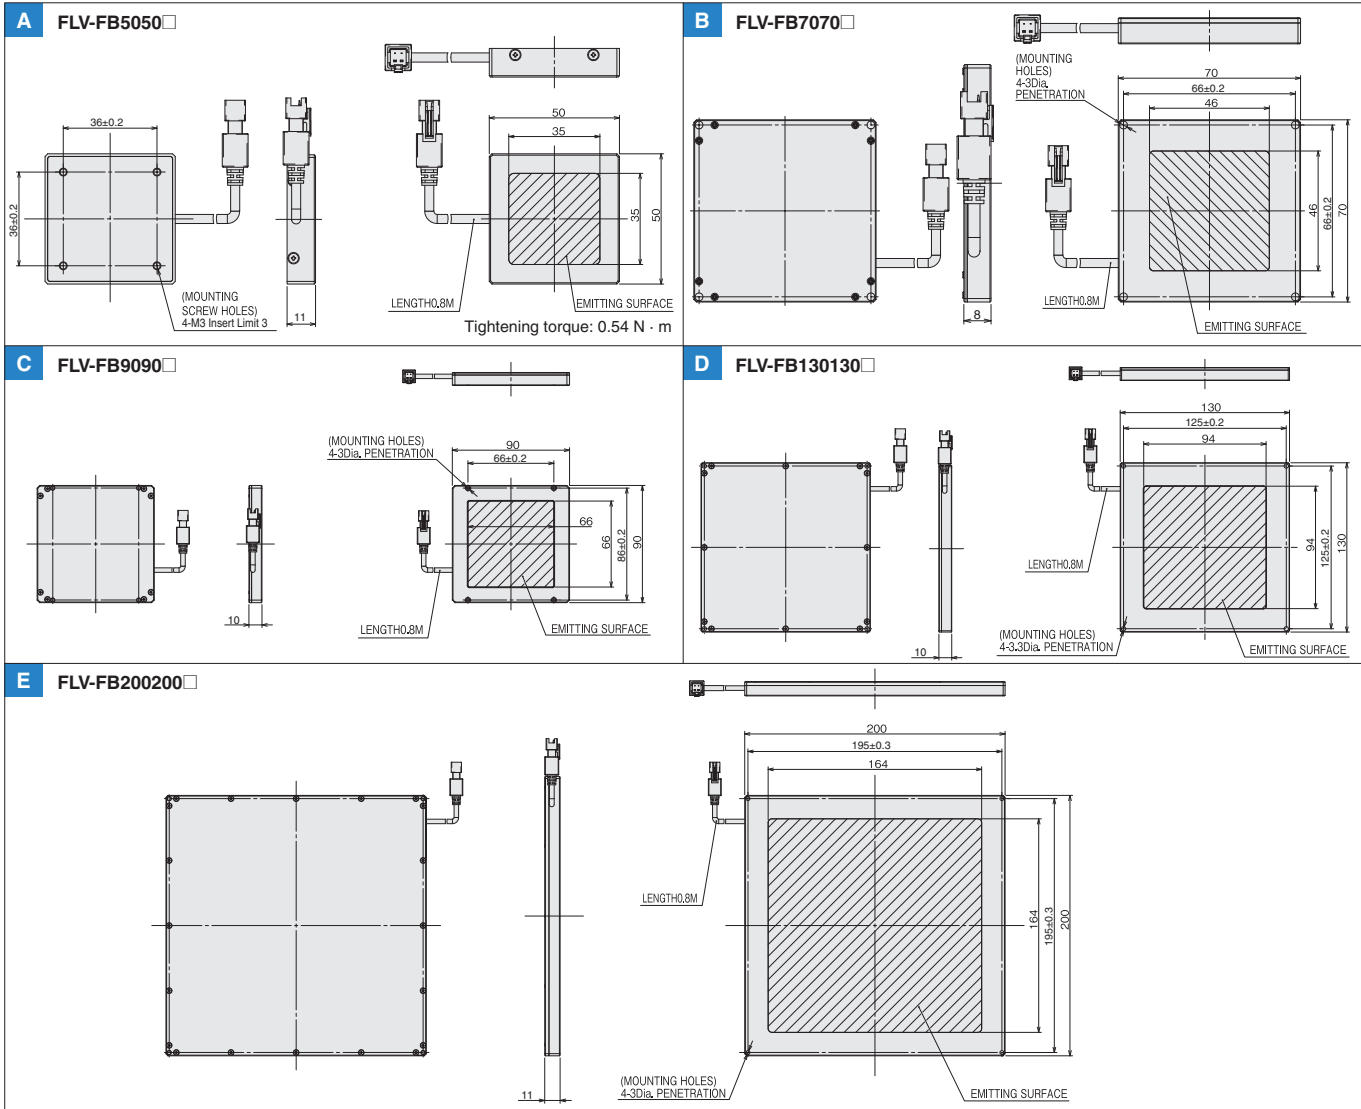 A FLV-FB5050□
36±0.2
36±0.2
(MOUNTING
SCREW HOLES)
4-M3 Insert Limit 3
11
50
35
35
50
LENGTH0.8M
EMITTING SURFACE
Tightening torque: 0.54 N · m
B FLV-FB7070□
(MOUNTING
HOLES)
4-3Dia.
PENETRATION
70
66±0.2
46
46
66±0.2
70
8
LENGTH0.8M
EMITTING SURFACE
C FLV-FB9090□
(MOUNTING HOLES)
4-3Dia. PENETRATION
90
66±0.2
66
66
86±0.2
90
10
LENGTH0.8M
EMITTING SURFACE
D FLV-FB130130□
130
125±0.2
94
94
125±0.2
130
LENGTH0.8M
10
(MOUNTING HOLES)
4-3.3Dia. PENETRATION
EMITTING SURFACE
E FLV-FB200200□
200
195±0.3
164
164
195±0.3
200
LENGTH0.8M
11
(MOUNTING HOLES)
4-3Dia. PENETRATION
EMITTING SURFACE